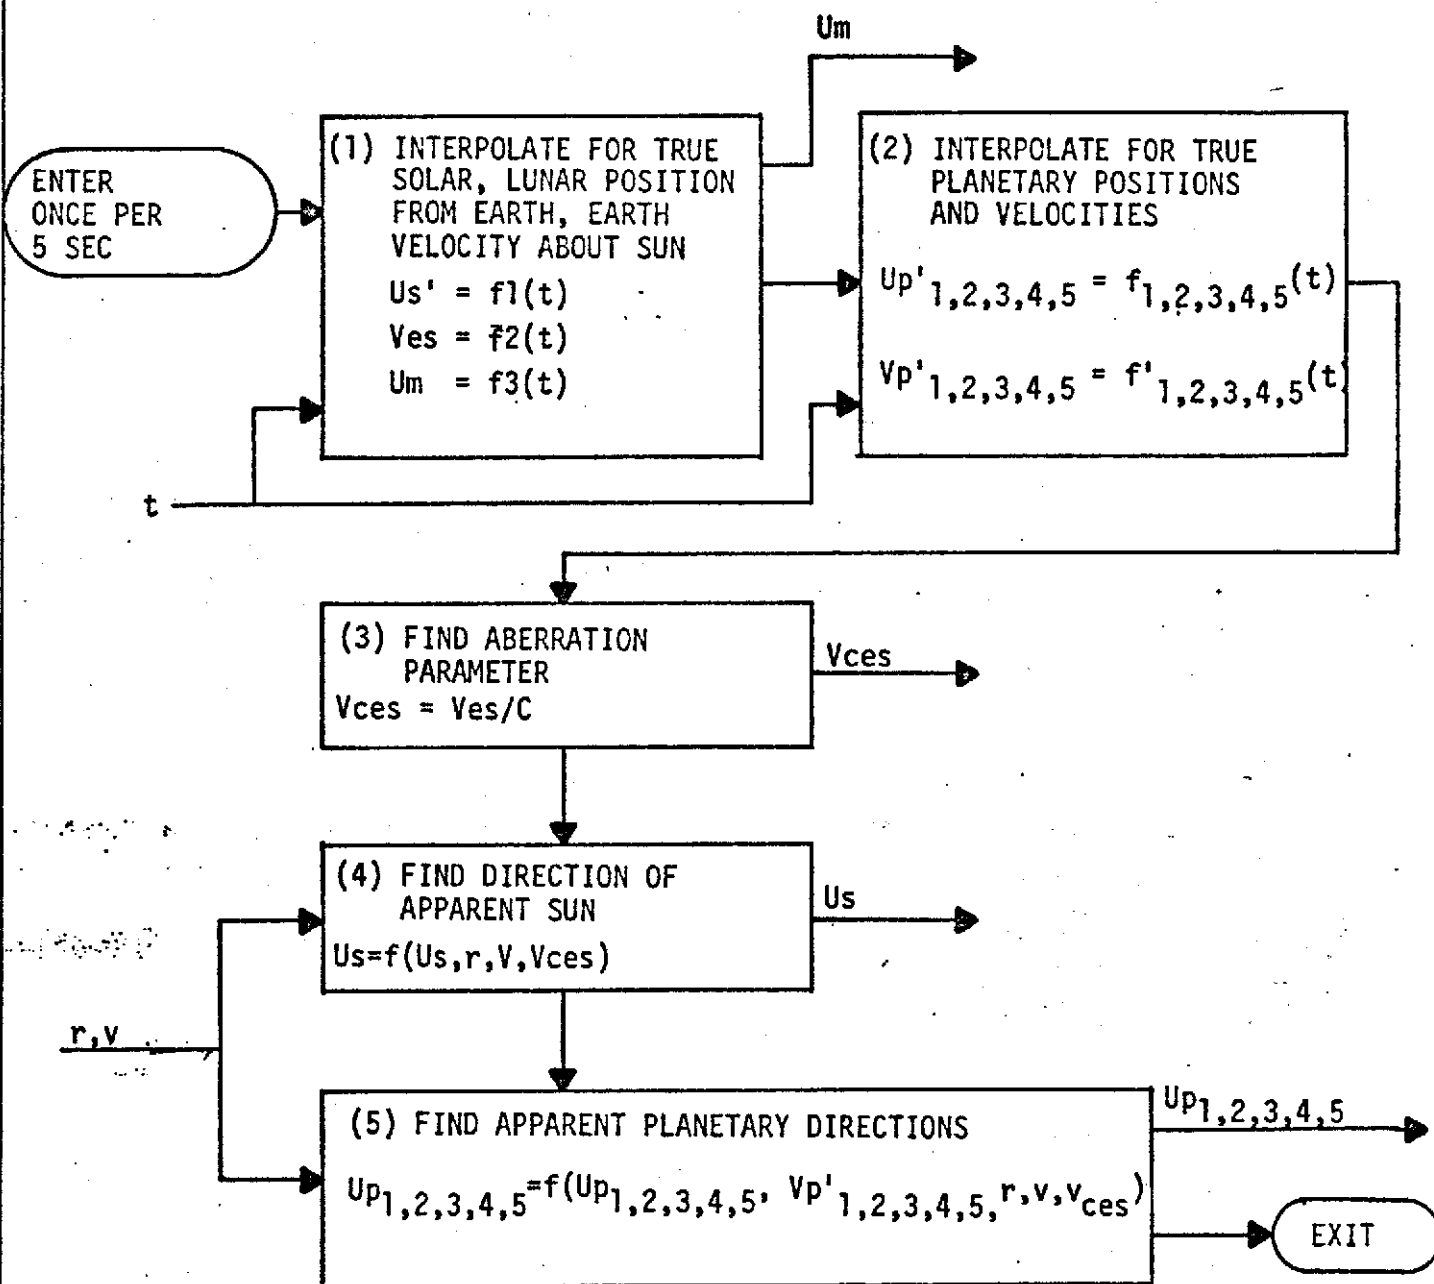 Um
ENTER
ONCE PER
5 SEC
(1) INTERPOLATE FOR TRUE
SOLAR, LUNAR POSITION
FROM EARTH, EARTH
VELOCITY ABOUT SUN
Us' = f1(t)
Ves = f2(t)
Um = f3(t)
(2) INTERPOLATE FOR TRUE
PLANETARY POSITIONS
AND VELOCITIES
Up'1,2,3,4,5 = f1,2,3,4,5(t)
Vp'1,2,3,4,5 = f'1,2,3,4,5(t)
t
(3) FIND ABERRATION
PARAMETER
Vces = Ves/C
Vces
(4) FIND DIRECTION OF
APPARENT SUN
Us=f(Us,r,V,Vces)
Us
r,v
(5) FIND APPARENT PLANETARY DIRECTIONS
Up1,2,3,4,5=f(Up1,2,3,4,5, Vp'1,2,3,4,5,r,v,vces)
Up1,2,3,4,5
EXIT